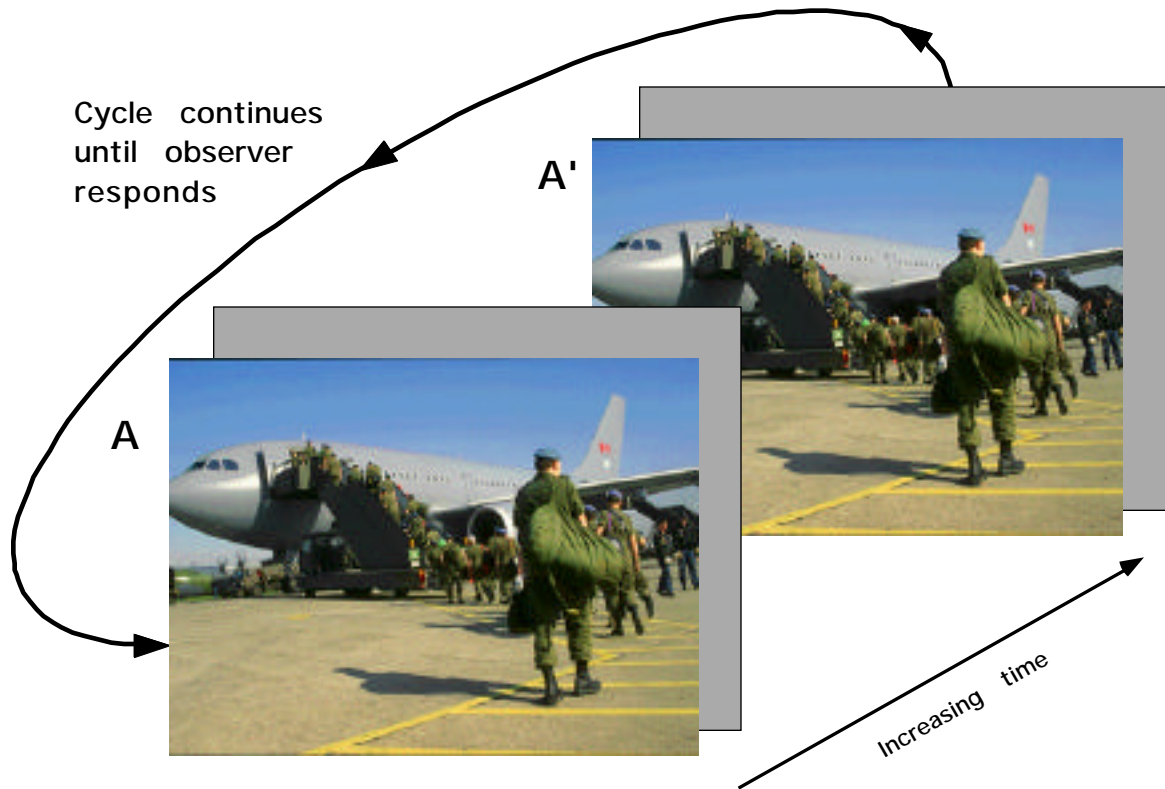 Cycle continues
until observer
responds
A'
A
Increasing time